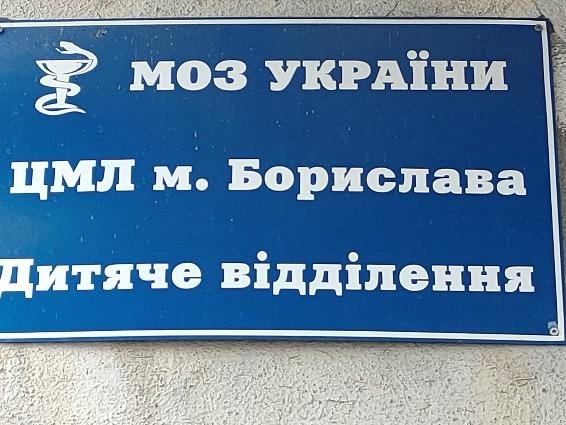 МОЗ УКРАЇНИ
ЦМЛ м. Борислава
Дитяче відділення